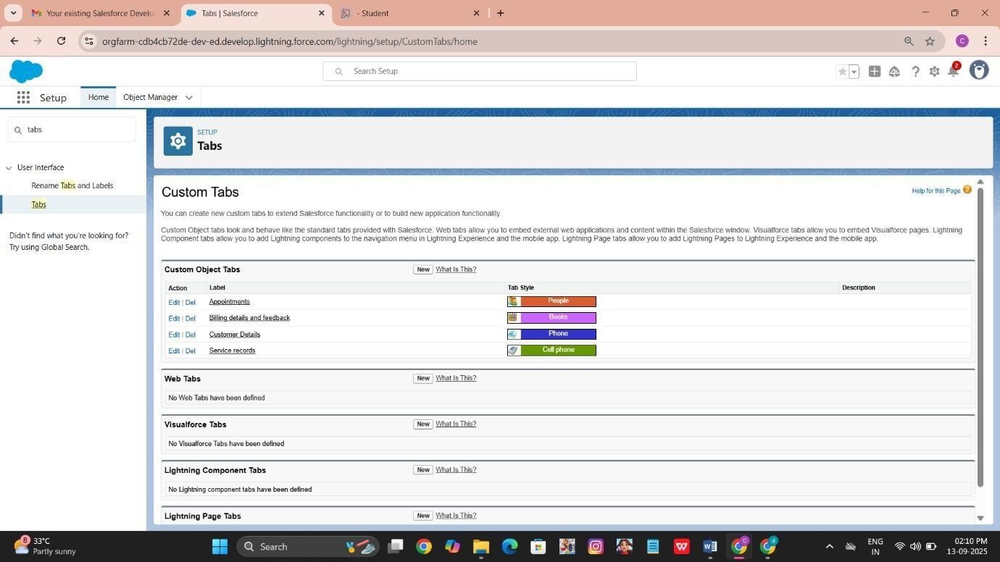 Your existing Salesforce Develo
Tabs | Salesforce
- Student
orgfarm-cdb4cb72de-dev-ed.develop.lightning.force.com/lightning/setup/CustomTabs/home
C
Search Setup
2
Setup
Home
Object Manager
tabs
User Interface
Rename Tabs and Labels
Tabs
Didn't find what you're looking for?
Try using Global Search.
SETUP
Tabs
Custom Tabs
Help for this Page ?
You can create new custom tabs to extend Salesforce functionality or to build new application functionality.
Custom Object tabs look and behave like the standard tabs provided with Salesforce. Web tabs allow you to embed external web applications and content within the Salesforce window. Visualforce tabs allow you to embed Visualforce pages. Lightning
Component tabs allow you to add Lightning components to the navigation menu in Lightning Experience and the mobile app. Lightning Page tabs allow you to add Lightning Pages to Lightning Experience and the mobile app.
Custom Object Tabs New What Is This?
Action Label Tab Style Description
Edit | Del Appointments People
Edit | Del Billing details and feedback Books
Edit | Del Customer Details Phone
Edit | Del Service records Cell phone
Web Tabs New What Is This?
No Web Tabs have been defined
Visualforce Tabs New What Is This?
No Visualforce Tabs have been defined
Lightning Component Tabs New What Is This?
No Lightning component tabs have been defined
Lightning Page Tabs New What Is This?
8
33°C
Partly sunny
Search
ENG
IN
02:10 PM
13-09-2025